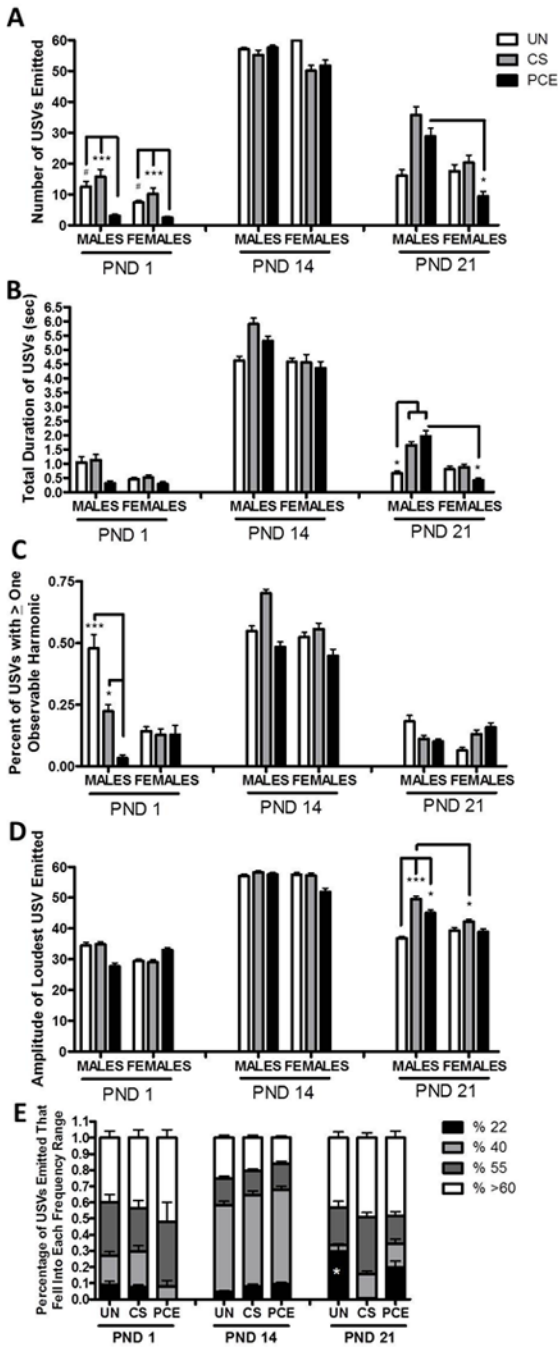 A
Number of USVs Emitted
60
50
40
30
20
10
0
UN
CS
PCE
#
***
#
***
*
MALES FEMALES
MALES FEMALES
MALES FEMALES
PND 1
PND 14
PND 21
B
Total Duration of USVs (sec)
6.5
6.0
5.5
5.0
4.5
4.0
3.5
3.0
2.5
2.0
1.5
1.0
0.5
0.0
*
*
MALES FEMALES
MALES FEMALES
MALES FEMALES
PND 1
PND 14
PND 21
C
Percent of USVs with ≥ One
Observable Harmonic
0.75
0.50
0.25
0.00
***
*
MALES FEMALES
MALES FEMALES
MALES FEMALES
PND 1
PND 14
PND 21
D
Amplitude of Loudest USV Emitted
60
50
40
30
20
10
0
***
*
*
MALES FEMALES
MALES FEMALES
MALES FEMALES
PND 1
PND 14
PND 21
E
Percentage of USVs Emitted That
Fell Into Each Frequency Range
1.1
1.0
0.9
0.8
0.7
0.6
0.5
0.4
0.3
0.2
0.1
0.0
% 22
% 40
% 55
% >60
*
UN CS PCE
UN CS PCE
UN CS PCE
PND 1
PND 14
PND 21